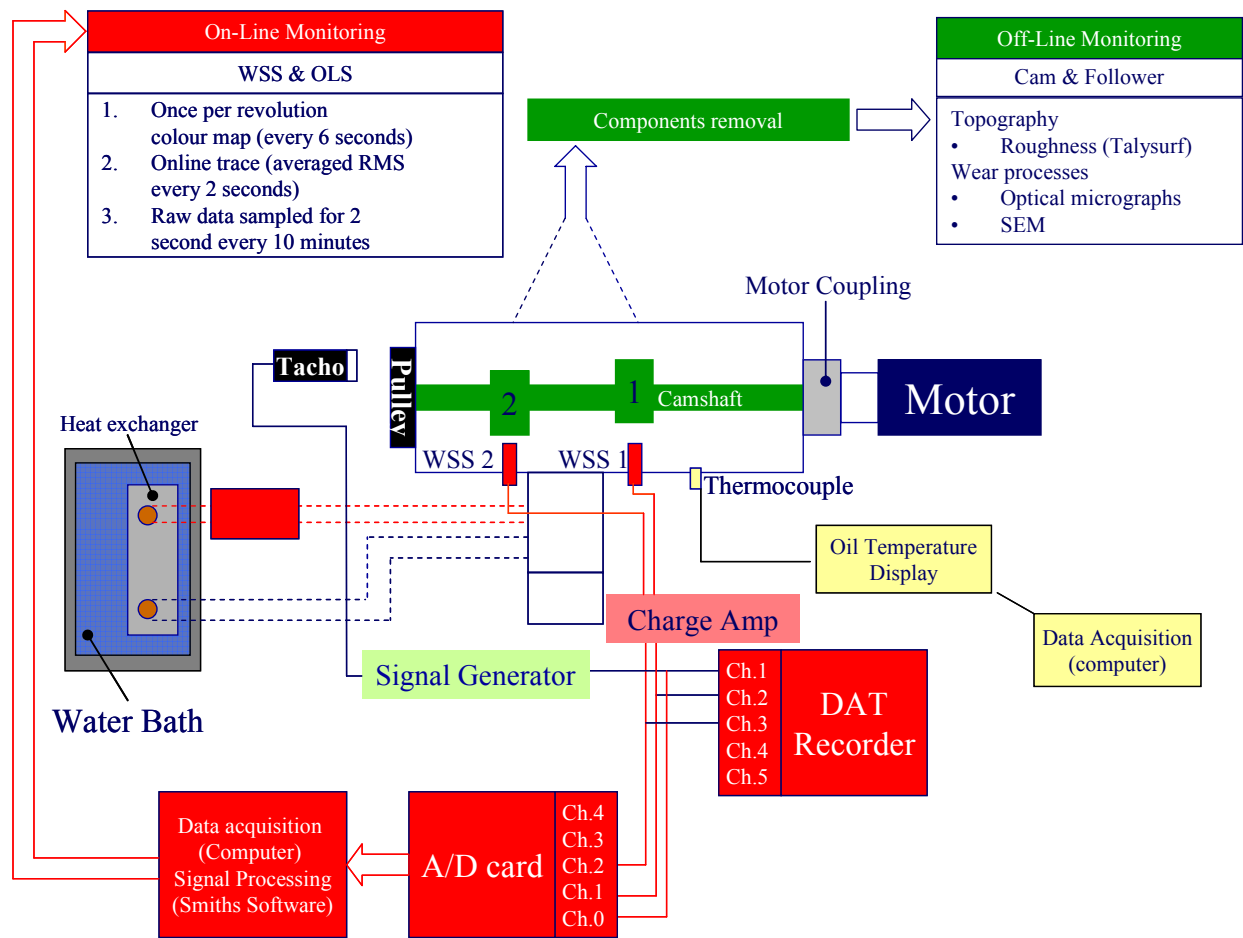 On-Line Monitoring
WSS & OLS
1. Once per revolution
colour map (every 6 seconds)
2. Online trace (averaged RMS
every 2 seconds)
3. Raw data sampled for 2
second every 10 minutes
Components removal
Off-Line Monitoring
Cam & Follower
Topography
• Roughness (Talysurf)
Wear processes
• Optical micrographs
• SEM
Motor Coupling
Tacho
Pulley
2
1
Camshaft
Motor
Heat exchanger
WSS 2
WSS 1
Thermocouple
Oil Temperature
Display
Charge Amp
Data Acquisition
(computer)
Signal Generator
Water Bath
Ch.1
Ch.2
Ch.3
Ch.4
Ch.5
DAT
Recorder
Data acquisition
(Computer)
Signal Processing
(Smiths Software)
A/D card
Ch.4
Ch.3
Ch.2
Ch.1
Ch.0